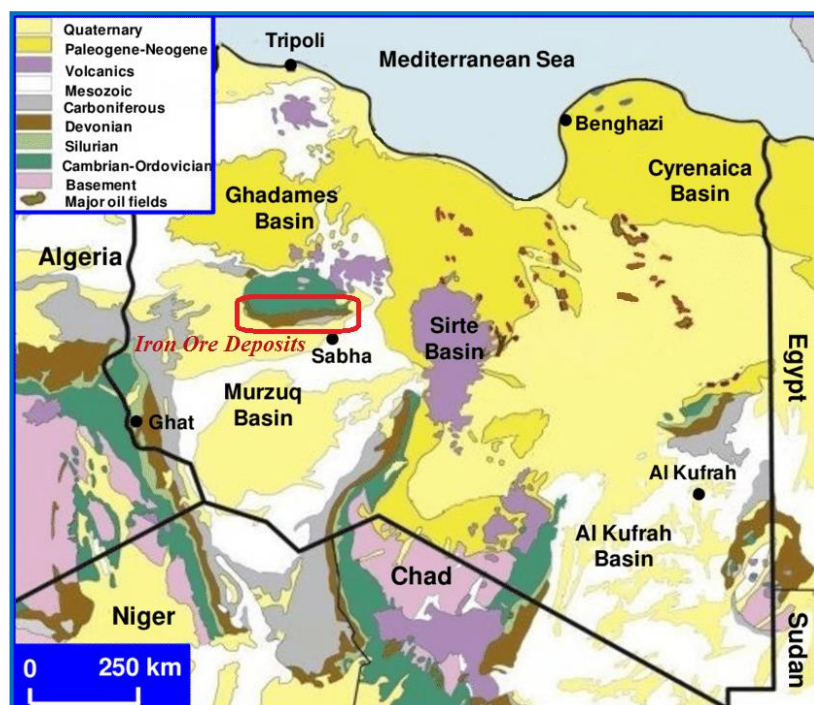 Quaternary
Paleogene-Neogene
Volcanics
Mesozoic
Carboniferous
Devonian
Silurian
Cambrian-Ordovician
Basement
Major oil fields
Tripoli
Mediterranean Sea
Benghazi
Cyrenaica
Basin
Ghadames
Basin
Algeria
Iron Ore Deposits
Sabha
Sirte
Basin
Egypt
Murzuq
Basin
Ghat
Al Kufrah
Al Kufrah
Basin
Chad
Niger
Sudan
0 250 km